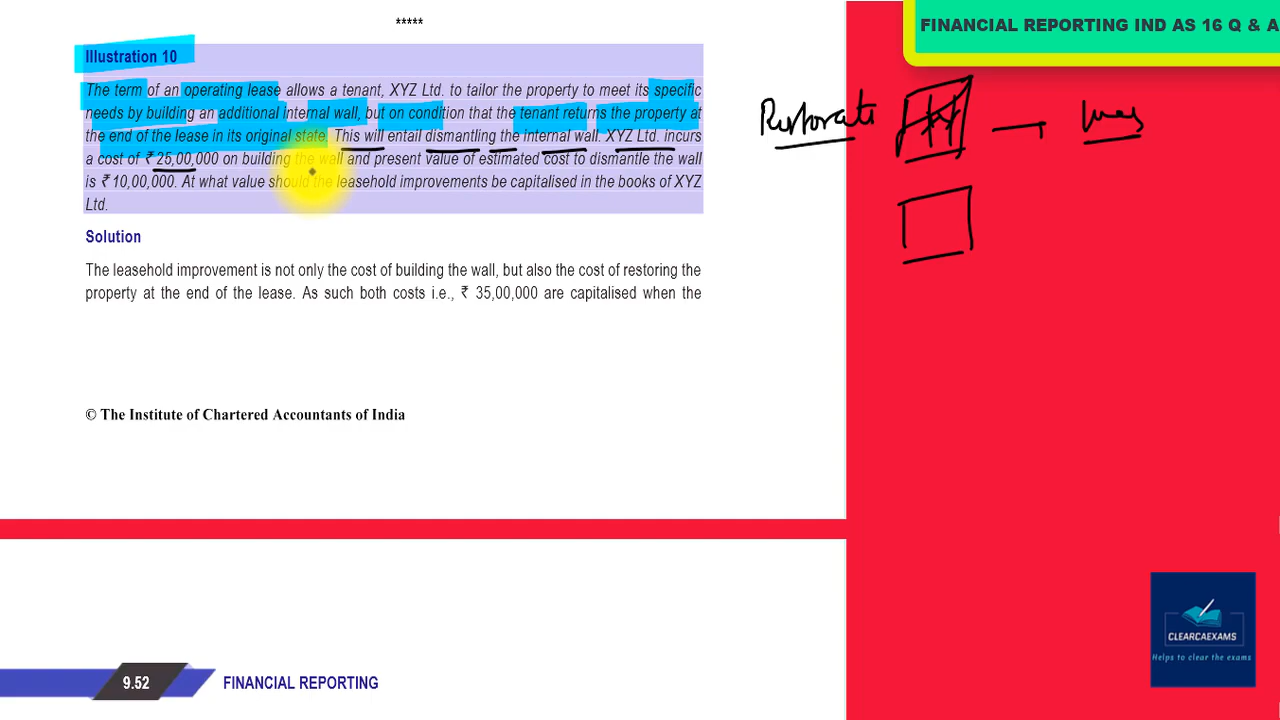 *****
FINANCIAL REPORTING IND AS 16 Q & A
Illustration 10
The term of an operating lease allows a tenant, XYZ Ltd. to tailor the property to meet its specific
needs by building an additional internal wall, but on condition that the tenant returns the property at
the end of the lease in its original state. This will entail dismantling the internal wall. XYZ Ltd. incurs
a cost of ₹ 25,00,000 on building the wall and present value of estimated cost to dismantle the wall
is ₹ 10,00,000. At what value should the leasehold improvements be capitalised in the books of XYZ
Ltd.
Solution
The leasehold improvement is not only the cost of building the wall, but also the cost of restoring the
property at the end of the lease. As such both costs i.e., ₹ 35,00,000 are capitalised when the
© The Institute of Chartered Accountants of India
9.52 FINANCIAL REPORTING
CLEARCAEXAMS
Helps to clear the exams